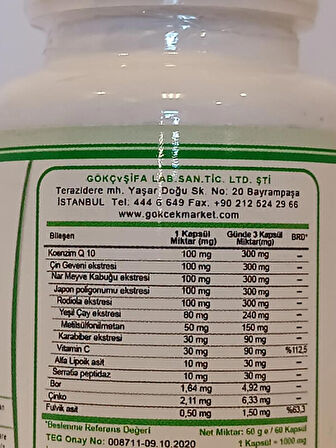 GÖKÇVŞİFA LAB.SAN.TİC. LTD. ŞTİ
Terazidere mh. Yaşar Doğu Sk. No: 20 Bayrampaşa
İSTANBUL Tel: 444 6 649 Fax. +90 212 524 29 66
www.gokcekmarket.com
Bileşen 1 Kapsül Miktar (mg) Günde 3 Kapsül Miktar(mg) BRD*
Koenzim Q 10 100 mg 300 mg –
Çin Geveni ekstresi 100 mg 300 mg –
Nar Meyve Kabuğu ekstresi 100 mg 300 mg –
Japon poligonumu ekstresi 100 mg 300 mg –
Rodiola ekstresi 100 mg 300 mg –
Yeşil Çay ekstresi 80 mg 240 mg –
Metilsülfonilmetan 50 mg 150 mg –
Karabiber ekstresi 30 mg 90 mg –
Vitamin C 30 mg 90 mg %112,5
Alfa Lipoik asit 10 mg 30 mg –
Serrata peptidaz 10 mg 30 mg –
Bor 1,64 mg 4,92 mg –
Çinko 2,11 mg 6,33 mg %63,3
Fulvik asit 0,50 mg 1,50 mg
*Beslenme Referans Değeri Net Miktar: 60 g e / 60 Kapsül
TEG Onay No: 008711-09.10.2020 1 Kapsül = 1000 mg